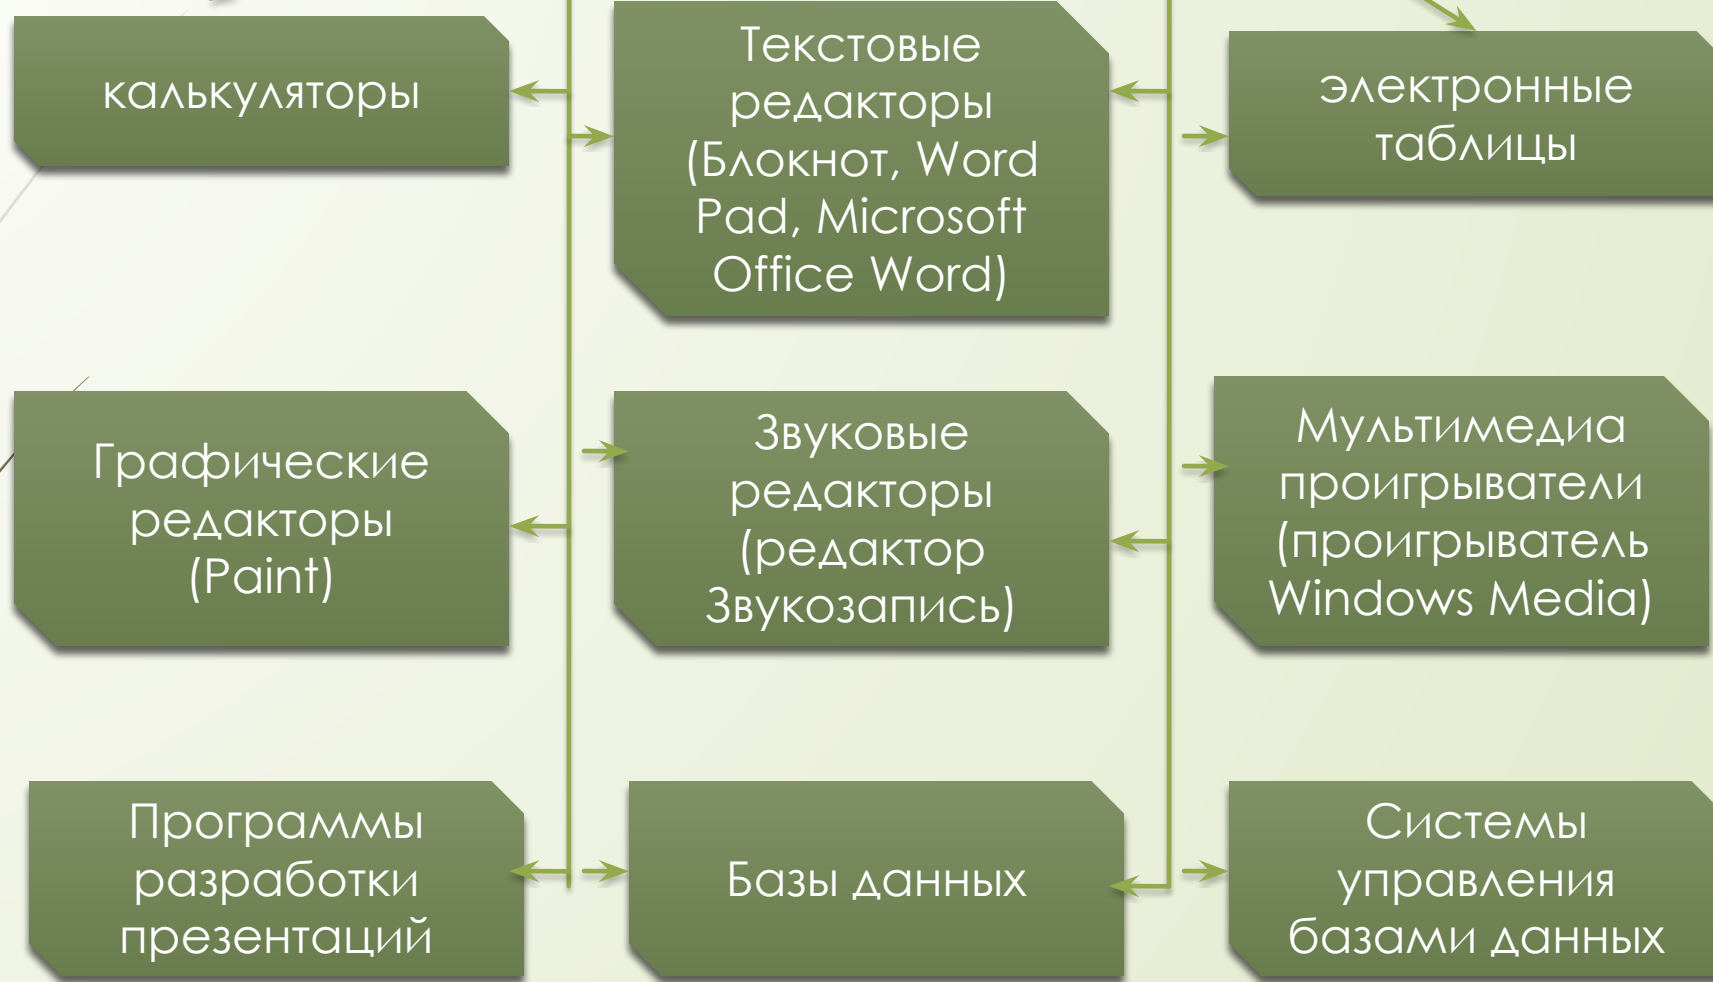 калькуляторы
Текстовые
редакторы
(Блокнот, Word
Pad, Microsoft
Office Word)
электронные
таблицы
Графические
редакторы
(Paint)
Звуковые
редакторы
(редактор
Звукозапись)
Мультимедиа
проигрыватели
(проигрыватель
Windows Media)
Программы
разработки
презентаций
Базы данных
Системы
управления
базами данных